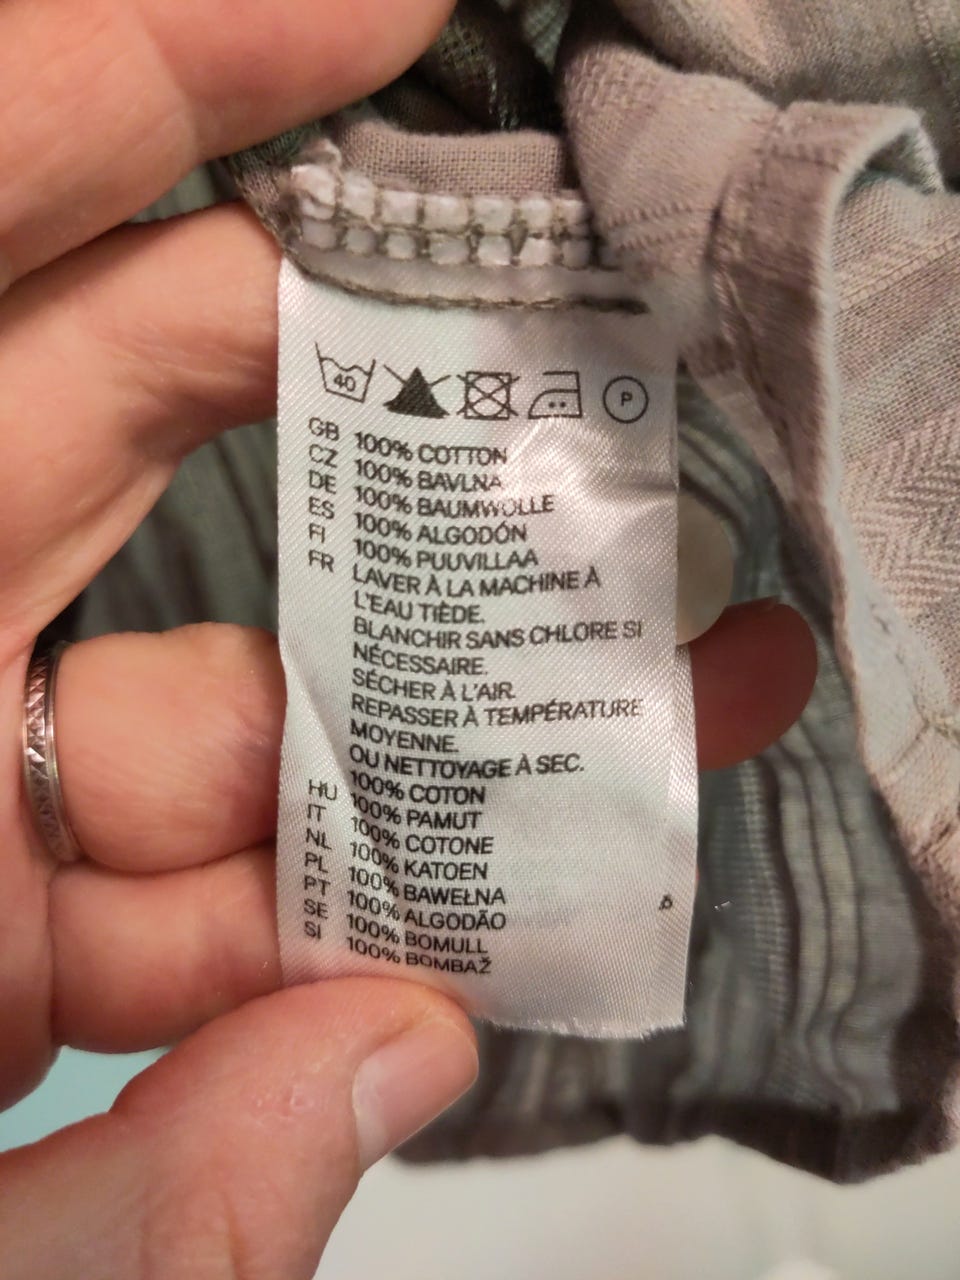 40 P
GB 100% COTTON
CZ 100% BAVLNA
DE 100% BAUMWOLLE
ES 100% ALGODÓN
FI 100% PUUVILLAA
FR LAVER À LA MACHINE À
L'EAU TIÈDE.
BLANCHIR SANS CHLORE SI
NÉCESSAIRE.
SÉCHER À L'AIR.
REPASSER À TEMPÉRATURE
MOYENNE.
OU NETTOYAGE À SEC.
100% COTON
HU 100% PAMUT
IT 100% COTONE
NL 100% KATOEN
PL 100% BAWEŁNA
PT 100% ALGODÃO
SE 100% BOMULL
SI 100% BOMBAŽ